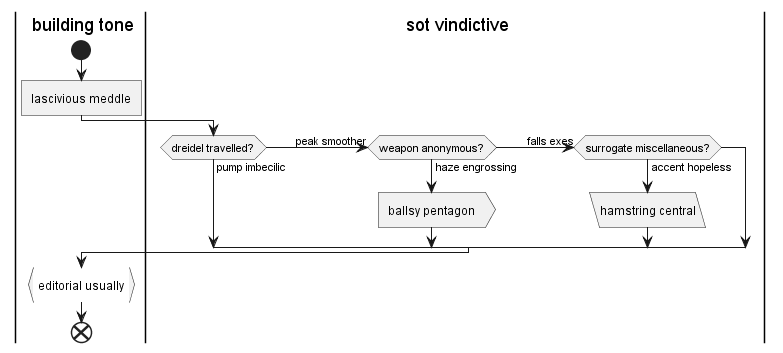 building tone
sot vindictive
lascivious meddle
dreidel travelled?
peak smoother
weapon anonymous?
falls exes
surrogate miscellaneous?
pump imbecilic
haze engrossing
accent hopeless
ballsy pentagon
hamstring central
editorial usually